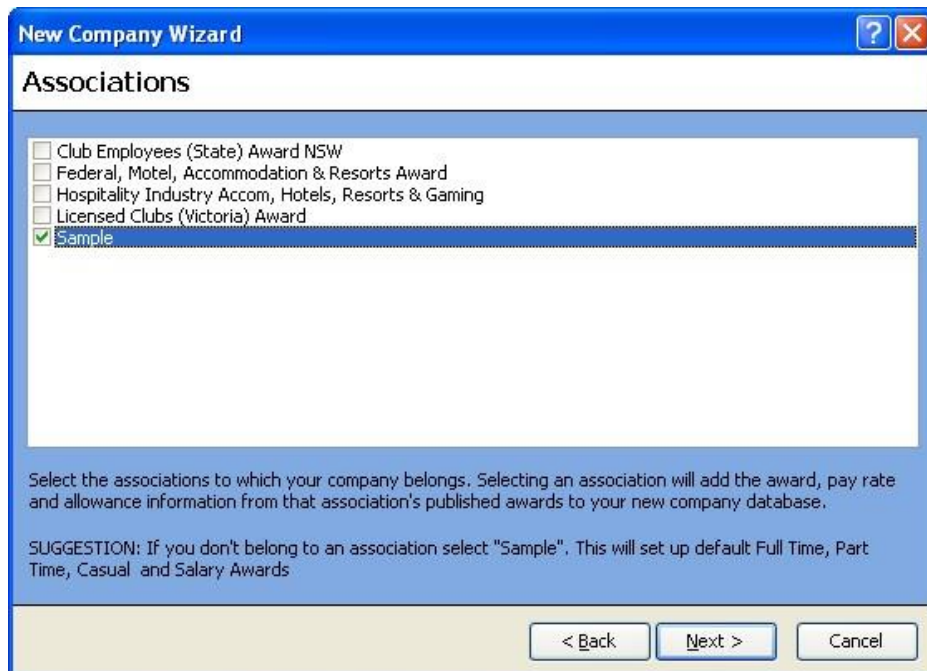 New Company Wizard
Associations
Club Employees (State) Award NSW
Federal, Motel, Accommodation & Resorts Award
Hospitality Industry Accom, Hotels, Resorts & Gaming
Licensed Clubs (Victoria) Award
Sample
Select the associations to which your company belongs. Selecting an association will add the award, pay rate
and allowance information from that association's published awards to your new company database.
SUGGESTION: If you don't belong to an association select "Sample". This will set up default Full Time, Part
Time, Casual and Salary Awards
< Back Next > Cancel